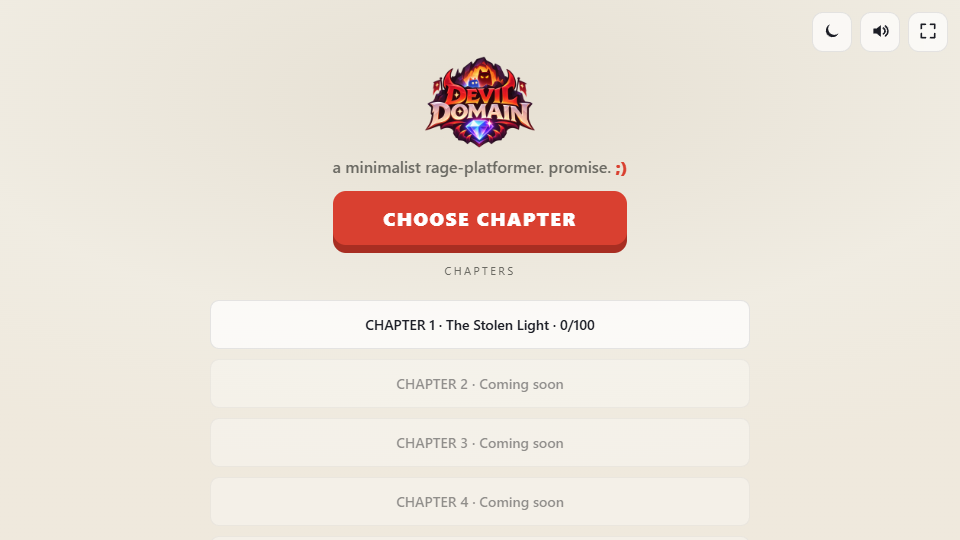 DEVIL
DOMAIN
a minimalist rage-platformer. promise. ;)
CHOOSE CHAPTER
CHAPTERS
CHAPTER 1 · The Stolen Light · 0/100
CHAPTER 2 · Coming soon
CHAPTER 3 · Coming soon
CHAPTER 4 · Coming soon